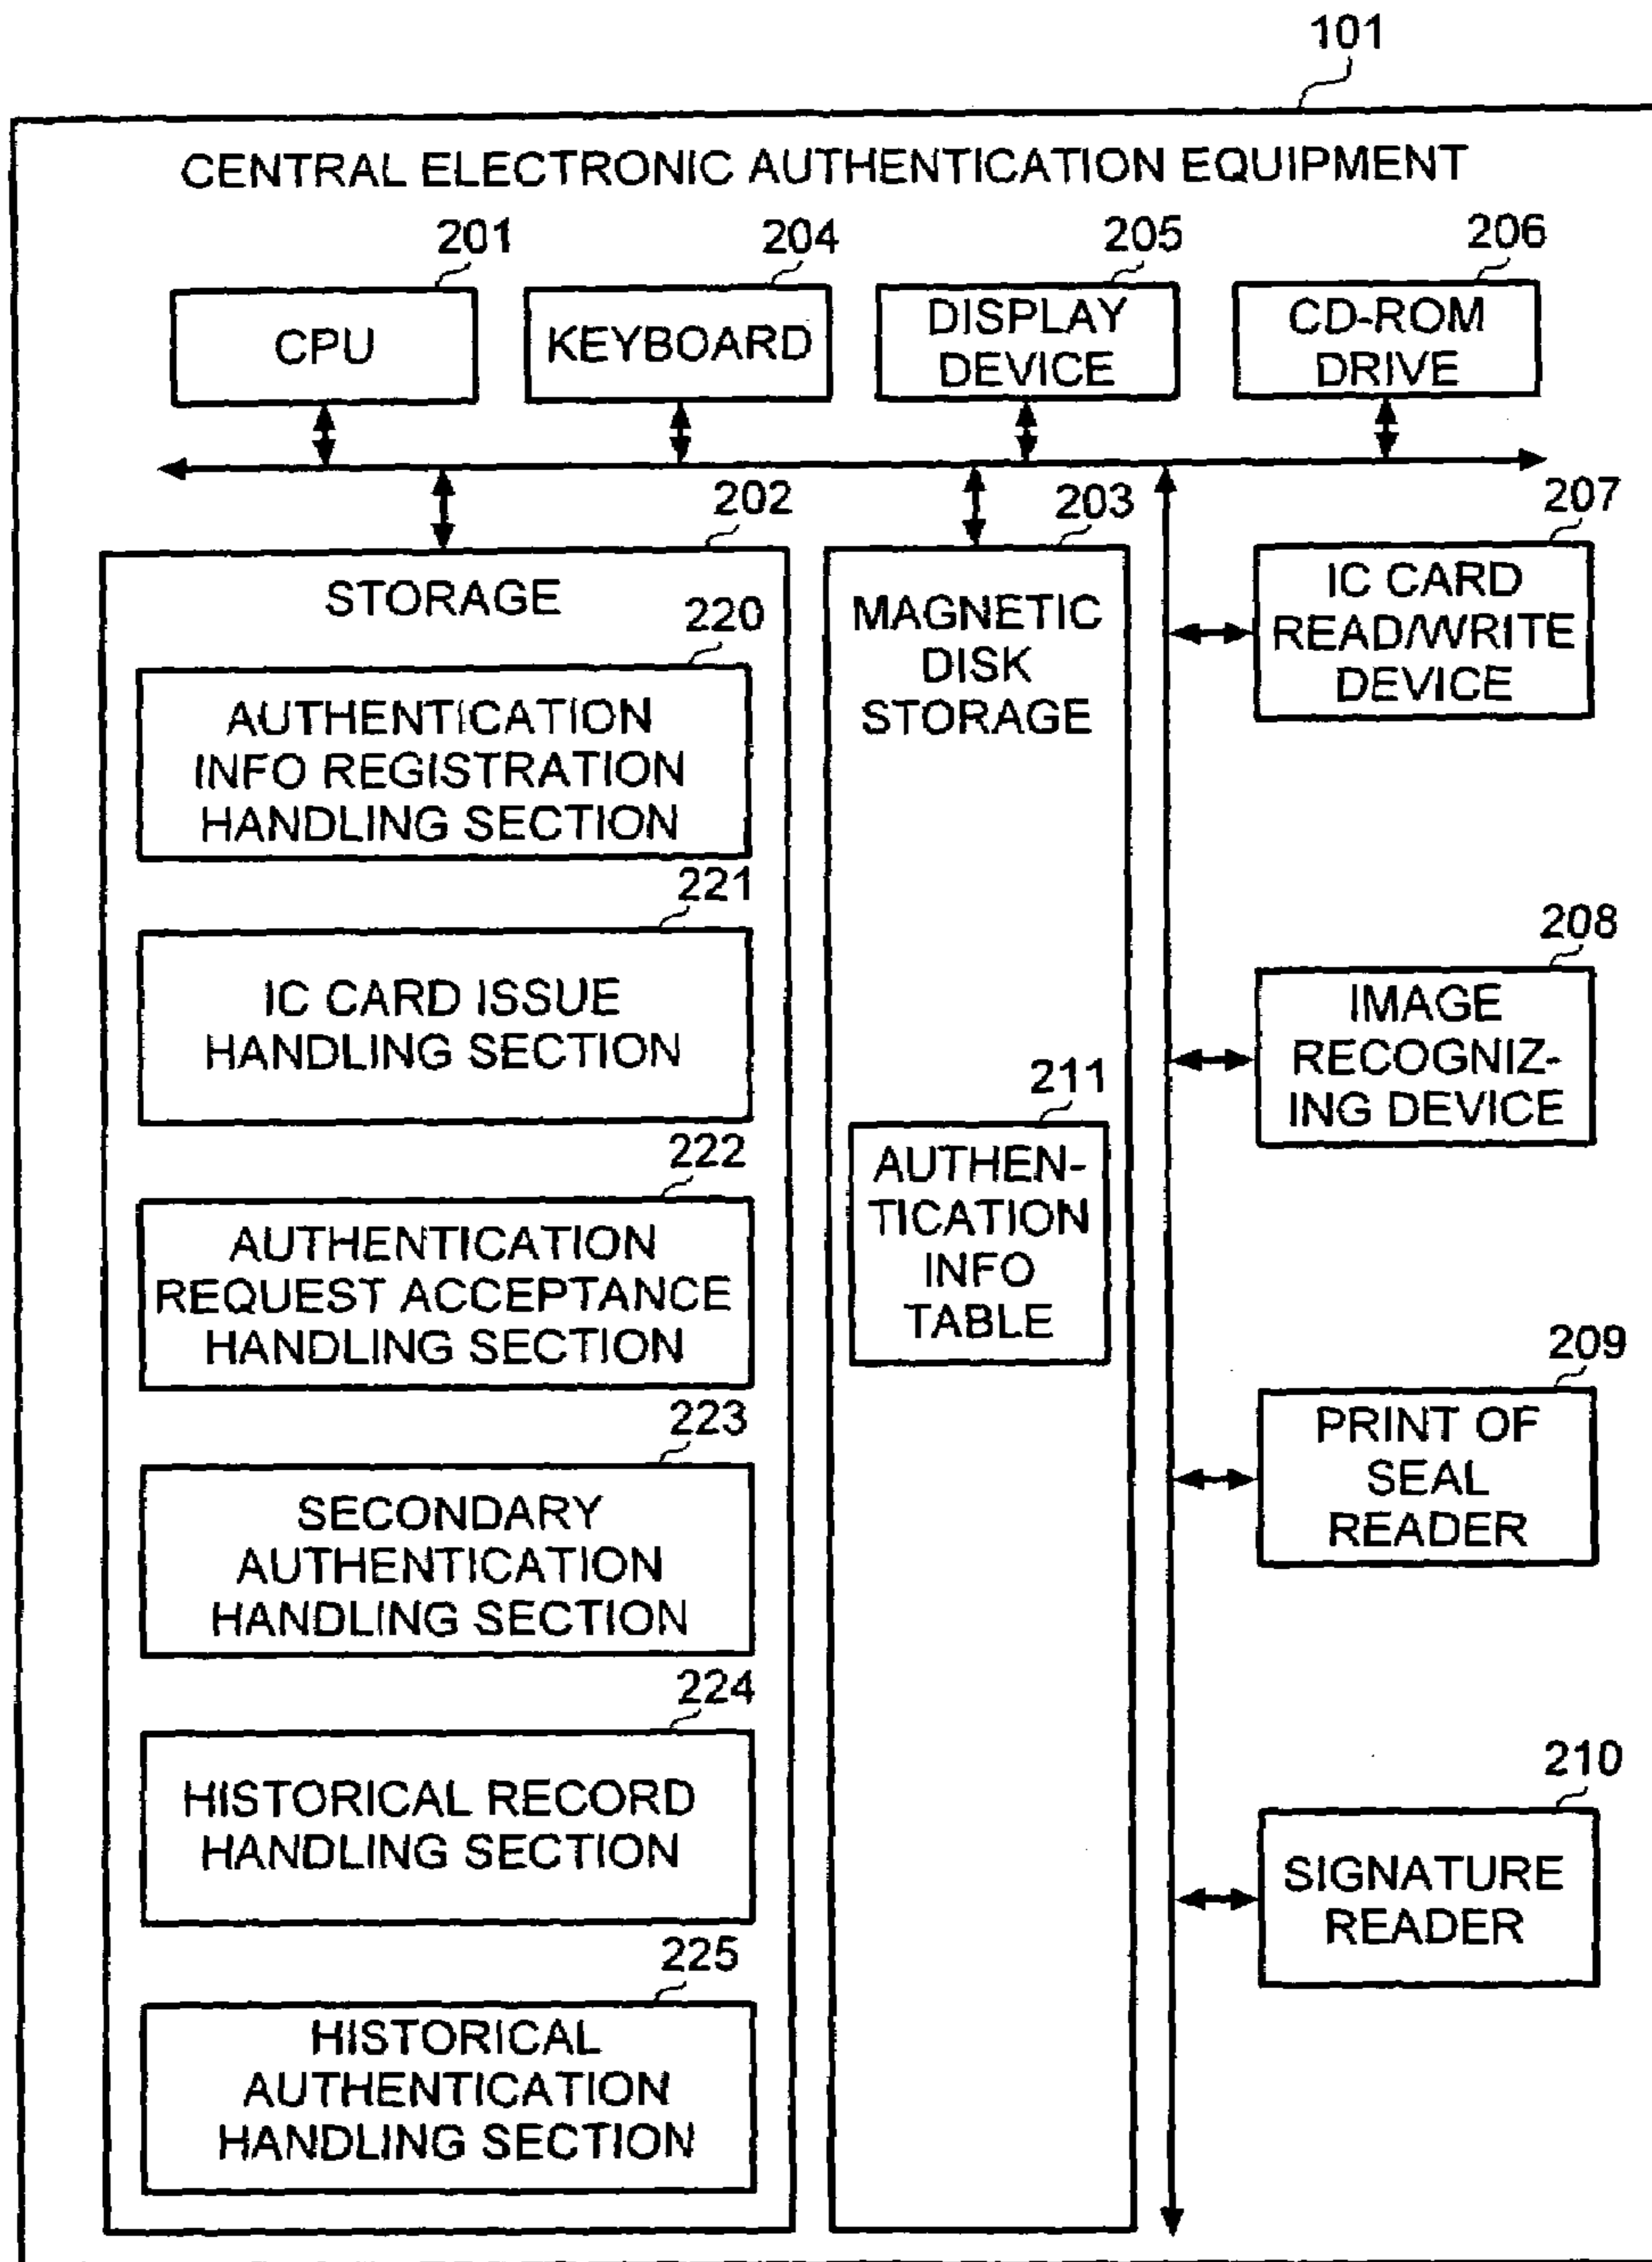 101
CENTRAL ELECTRONIC AUTHENTICATION EQUIPMENT
201
CPU
204
KEYBOARD
205
DISPLAY
DEVICE
206
CD-ROM
DRIVE
202
STORAGE
220
AUTHENTICATION
INFO REGISTRATION
HANDLING SECTION
221
IC CARD ISSUE
HANDLING SECTION
222
AUTHENTICATION
REQUEST ACCEPTANCE
HANDLING SECTION
223
SECONDARY
AUTHENTICATION
HANDLING SECTION
224
HISTORICAL RECORD
HANDLING SECTION
225
HISTORICAL
AUTHENTICATION
HANDLING SECTION
203
MAGNETIC
DISK
STORAGE
211
AUTHEN-
TICATION
INFO
TABLE
207
IC CARD
READ/WRITE
DEVICE
208
IMAGE
RECOGNIZ-
ING DEVICE
209
PRINT OF
SEAL
READER
210
SIGNATURE
READER